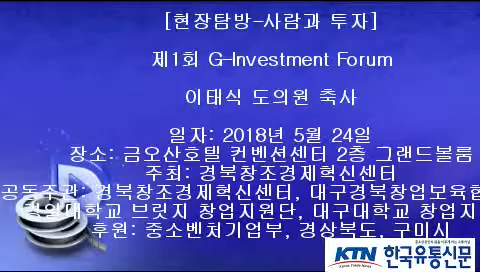 [현장탐방-사람과 투자]
제1회 G-Investment Forum
이태식 도의원 축사
일자: 2018년 5월 24일
장소: 금오산호텔 컨벤션센터 2층 그랜드볼룸
주최: 경북창조경제혁신센터
공동주관: 경북창조경제혁신센터, 대구경북창업보육협
경일대학교 브릿지 창업지원단, 대구대학교 창업지
후원: 중소벤처기업부, 경상북도, 구미시
KTN 한국유통신문